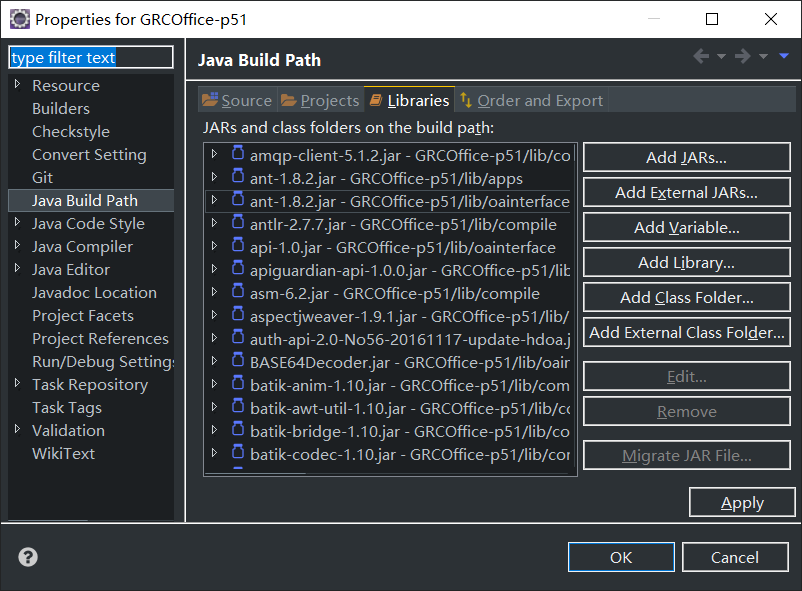 Properties for GRCOffice-p51
type filter text
Resource
Builders
Checkstyle
Convert Setting
Git
Java Build Path
Java Code Style
Java Compiler
Java Editor
Javadoc Location
Project Facets
Project References
Run/Debug Settings
Task Repository
Task Tags
Validation
WikiText
Java Build Path
Source Projects Libraries Order and Export
JARs and class folders on the build path:
amqp-client-5.1.2.jar - GRCOffice-p51/lib/co
ant-1.8.2.jar - GRCOffice-p51/lib/apps
ant-1.8.2.jar - GRCOffice-p51/lib/oainterface
antlr-2.7.7.jar - GRCOffice-p51/lib/compile
api-1.0.jar - GRCOffice-p51/lib/oainterface
apiguardian-api-1.0.0.jar - GRCOffice-p51/lib
asm-6.2.jar - GRCOffice-p51/lib/compile
aspectjweaver-1.9.1.jar - GRCOffice-p51/lib/
auth-api-2.0-No56-20161117-update-hdoa.j
BASE64Decoder.jar - GRCOffice-p51/lib/oair
batik-anim-1.10.jar - GRCOffice-p51/lib/com
batik-awt-util-1.10.jar - GRCOffice-p51/lib/co
batik-bridge-1.10.jar - GRCOffice-p51/lib/co
batik-codec-1.10.jar - GRCOffice-p51/lib/cor
Add JARs...
Add External JARs...
Add Variable...
Add Library...
Add Class Folder...
Add External Class Folder...
Edit...
Remove
Migrate JAR File...
Apply
OK
Cancel